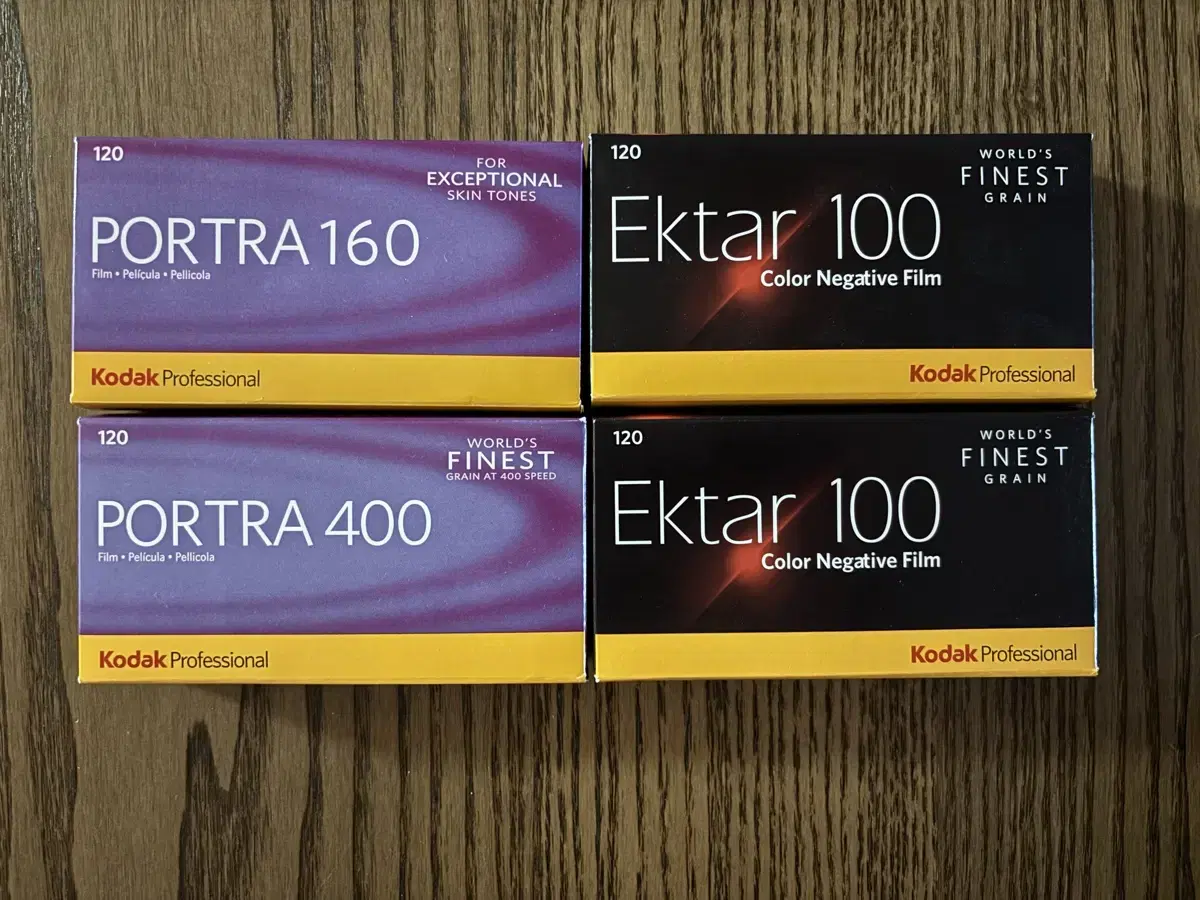 120
FOR
EXCEPTIONAL
SKIN TONES
PORTRA 160
Film • Película • Pellicola
Kodak Professional
120
WORLD'S
FINEST
GRAIN
Ektar 100
Color Negative Film
Kodak Professional
120
WORLD'S
FINEST
GRAIN AT 400 SPEED
PORTRA 400
Film • Película • Pellicola
Kodak Professional
120
WORLD'S
FINEST
GRAIN
Ektar 100
Color Negative Film
Kodak Professional